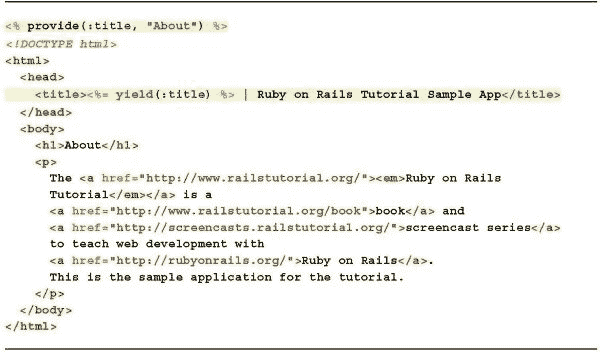 <% provide(:title, "About") %>
<!DOCTYPE html>
<html>
  <head>
    <title><%= yield(:title) %> | Ruby on Rails Tutorial Sample App</title>
  </head>
  <body>
    <h1>About</h1>
    <p>
      The <a href="http://www.railstutorial.org/"><em>Ruby on Rails
      Tutorial</em></a> is a
      <a href="http://www.railstutorial.org/book">book</a> and
      <a href="http://screencasts.railstutorial.org/">screencast series</a>
      to teach web development with
      <a href="http://rubyonrails.org/">Ruby on Rails</a>.
      This is the sample application for the tutorial.
    </p>
  </body>
</html>